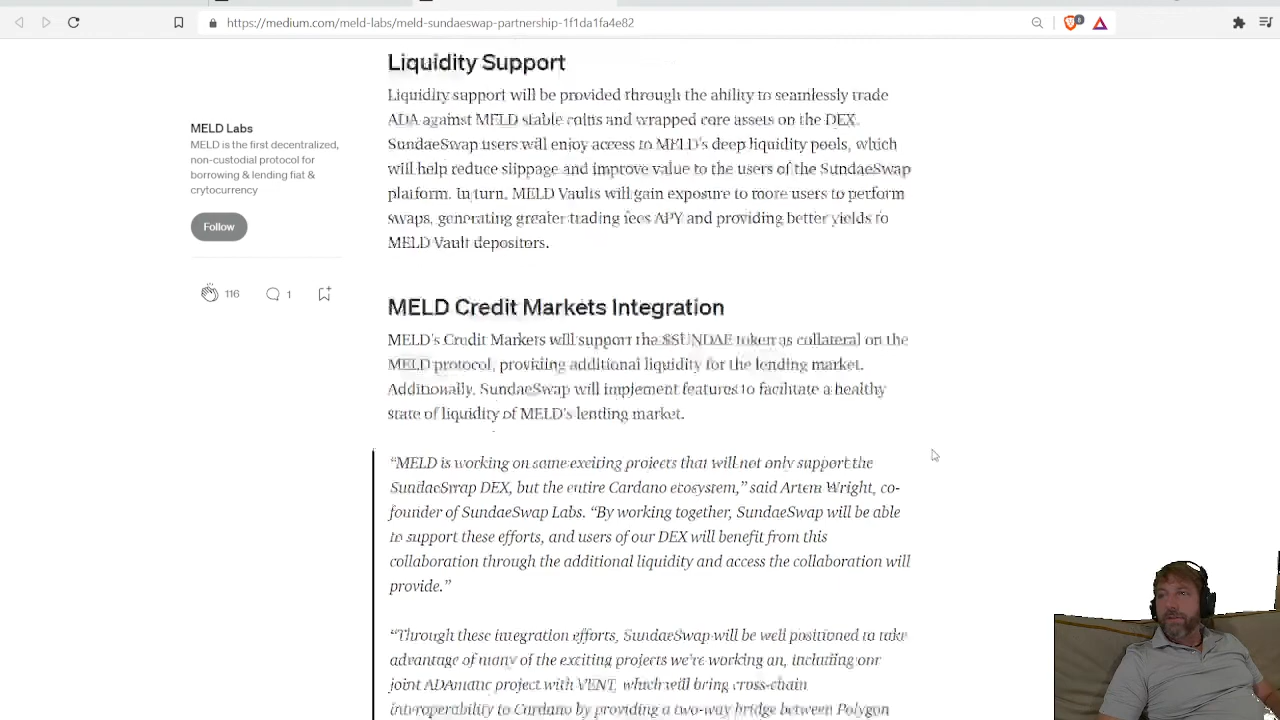 https://medium.com/meld-labs/meld-sundaeswap-partnership-1f1da1fa4e82
8
Liquidity Support
Liquidity support will be provided through the ability to seamlessly trade
ADA against MELD stable coins and wrapped core assets on the DEX.
SundaeSwap users will enjoy access to MELD's deep liquidity pools, which
will help reduce slippage and improve value to the users of the SundaeSwap
platform. In turn, MELD Vaults will gain exposure to more users to perform
swaps, generating greater trading fees APY and providing better yields to
MELD Vault depositors.
MELD Labs
MELD is the first decentralized,
non-custodial protocol for
borrowing & lending fiat &
crytocurrency
Follow
116
1
MELD Credit Markets Integration
MELD's Credit Markets will support the $SUNDAE token as collateral on the
MELD protocol, providing additional liquidity for the lending market.
Additionally, SundaeSwap will implement features to facilitate a healthy
state of liquidity of MELD's lending market.
“MELD is working on some exciting projects that will not only support the
SundaeSwap DEX, but the entire Cardano ecosystem,” said Artem Wright, co-
founder of SundaeSwap Labs. “By working together, SundaeSwap will be able
to support these efforts, and users of our DEX will benefit from this
collaboration through the additional liquidity and access the collaboration will
provide.”
“Through these integration efforts, SundaeSwap will be well positioned to take
advantage of many of the exciting projects we're working on, including our
joint ADAmatic project with VENT, which will bring cross-chain
interoperability to Cardano by providing a two-way bridge between Polygon